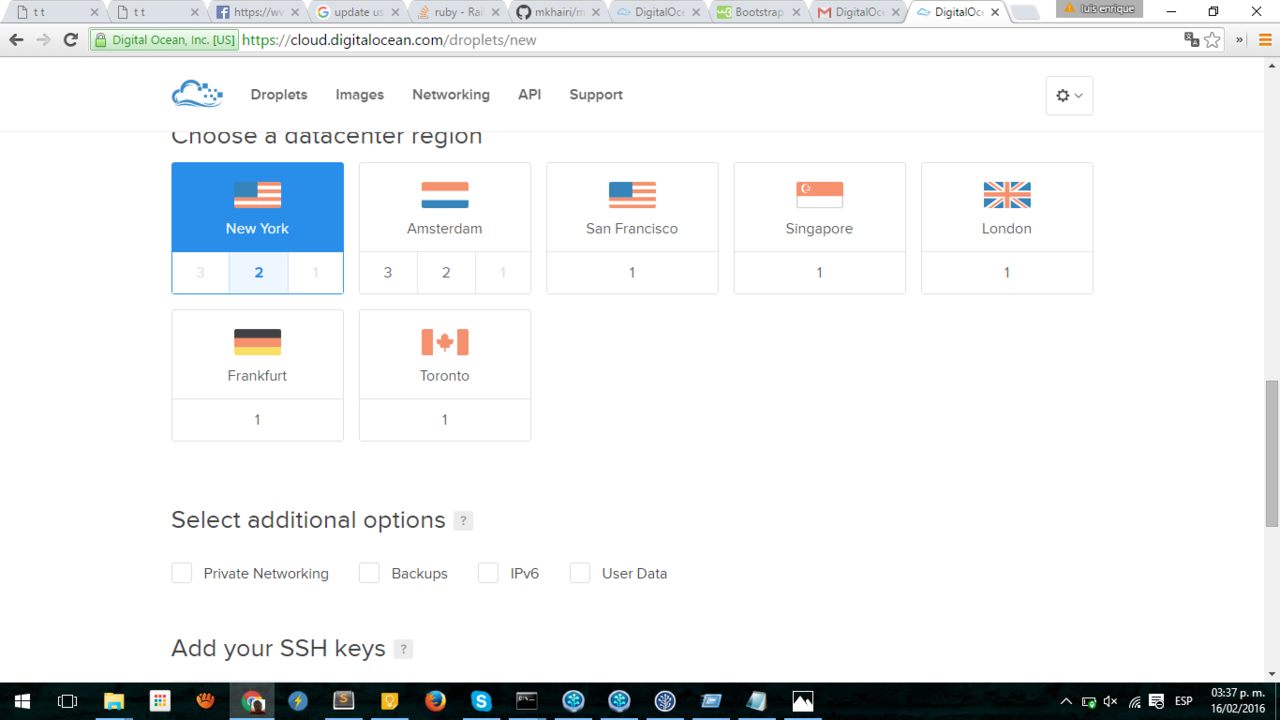 t t
t t
https://wv
update us
ruby - Rai
mkhairi/m
DigitalOce
Bootstrap
DigitalOce
DigitalOce
luis enrique
Digital Ocean, Inc. [US] https://cloud.digitalocean.com/droplets/new
Droplets Images Networking API Support
Choose a datacenter region
New York Amsterdam San Francisco Singapore London
3 2 1 3 2 1 1 1 1
Frankfurt Toronto
1 1
Select additional options ?
Private Networking Backups IPv6 User Data
Add your SSH keys ?
ESP
03:37 p. m.
16/02/2016